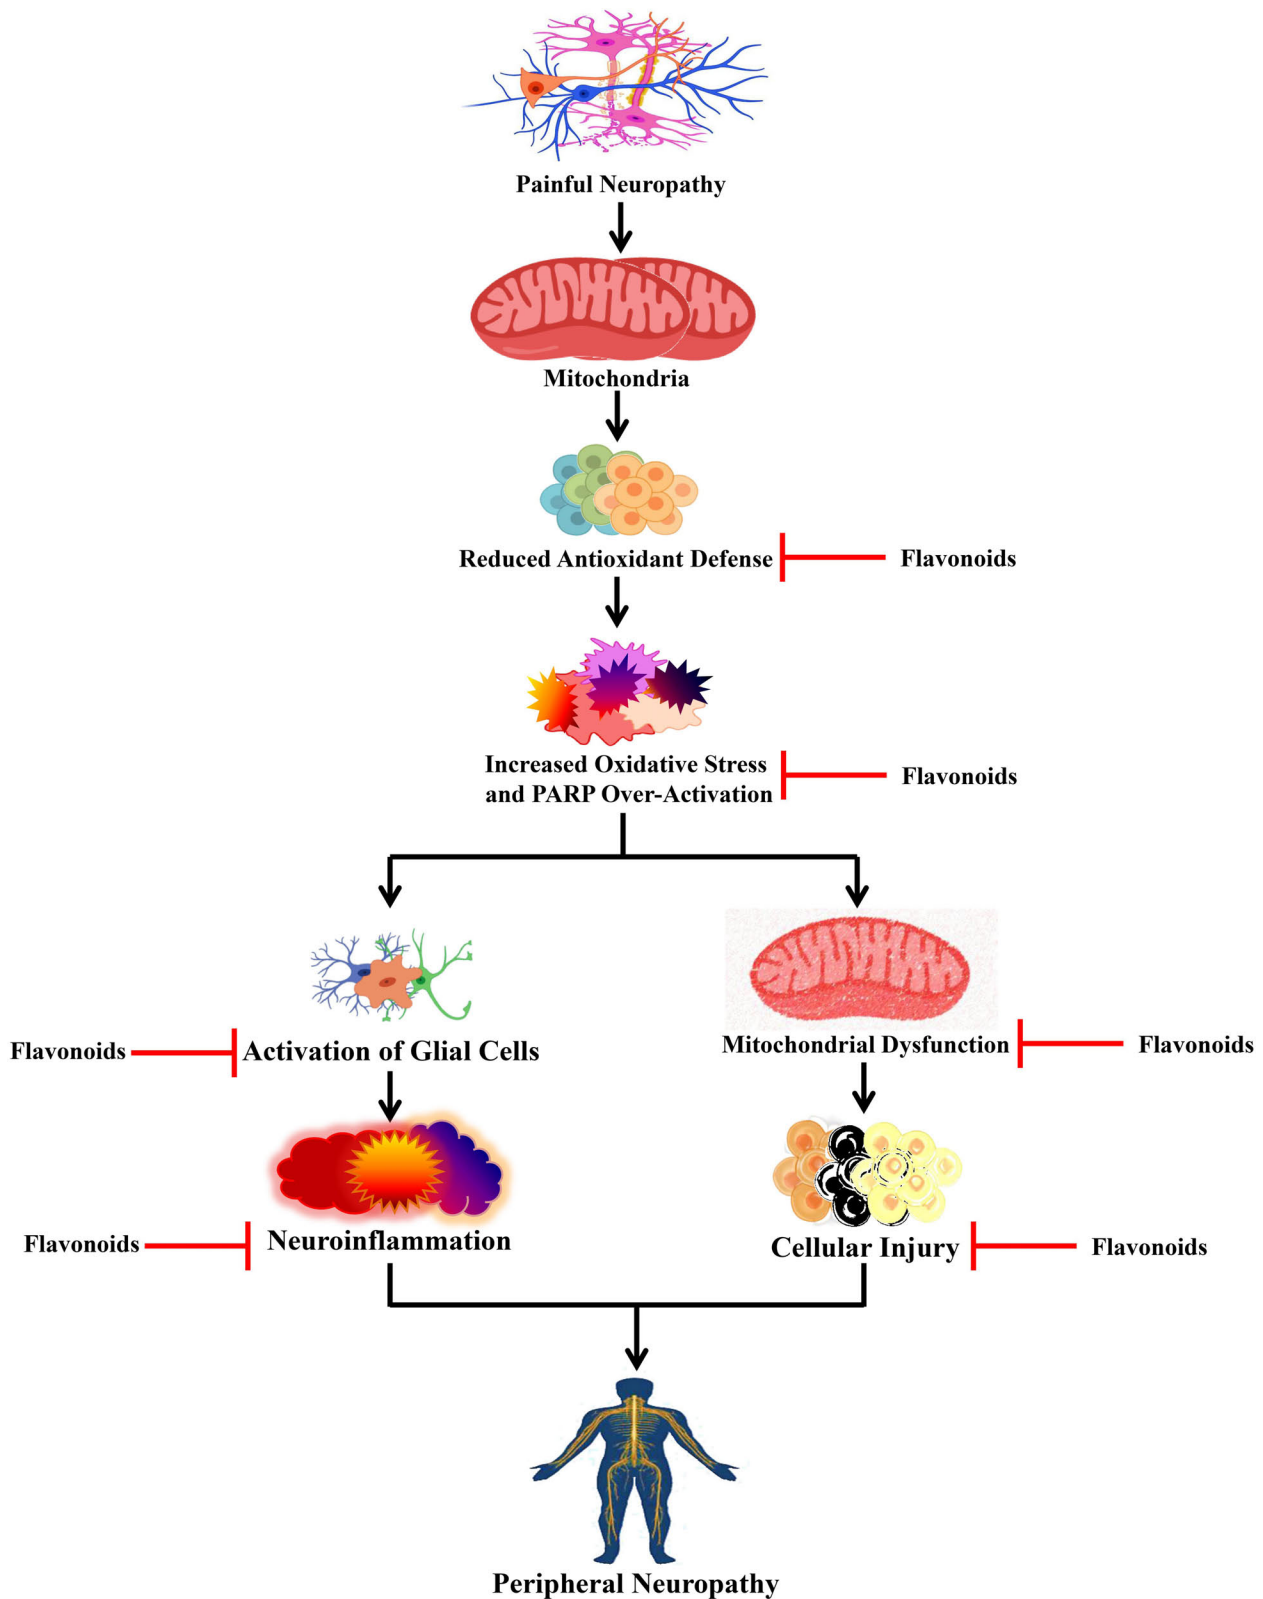 Painful Neuropathy
Mitochondria
Reduced Antioxidant Defense
Flavonoids
Increased Oxidative Stress
and PARP Over-Activation
Flavonoids
Flavonoids
Activation of Glial Cells
Mitochondrial Dysfunction
Flavonoids
Flavonoids
Neuroinflammation
Cellular Injury
Flavonoids
Peripheral Neuropathy